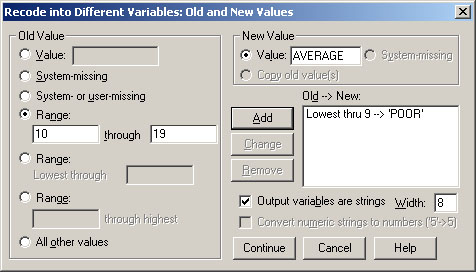 Recode into Different Variables: Old and New Values
Old Value
Value:
System-missing
System- or user-missing
Range:
10 through 19
Range:
Lowest through
Range:
through highest
All other values
New Value
Value: AVERAGE System-missing
Copy old value(s)
Old --> New:
Add
Change
Remove
Lowest thru 9 --> 'POOR'
Output variables are strings Width: 8
Convert numeric strings to numbers ('5'->5)
Continue Cancel Help